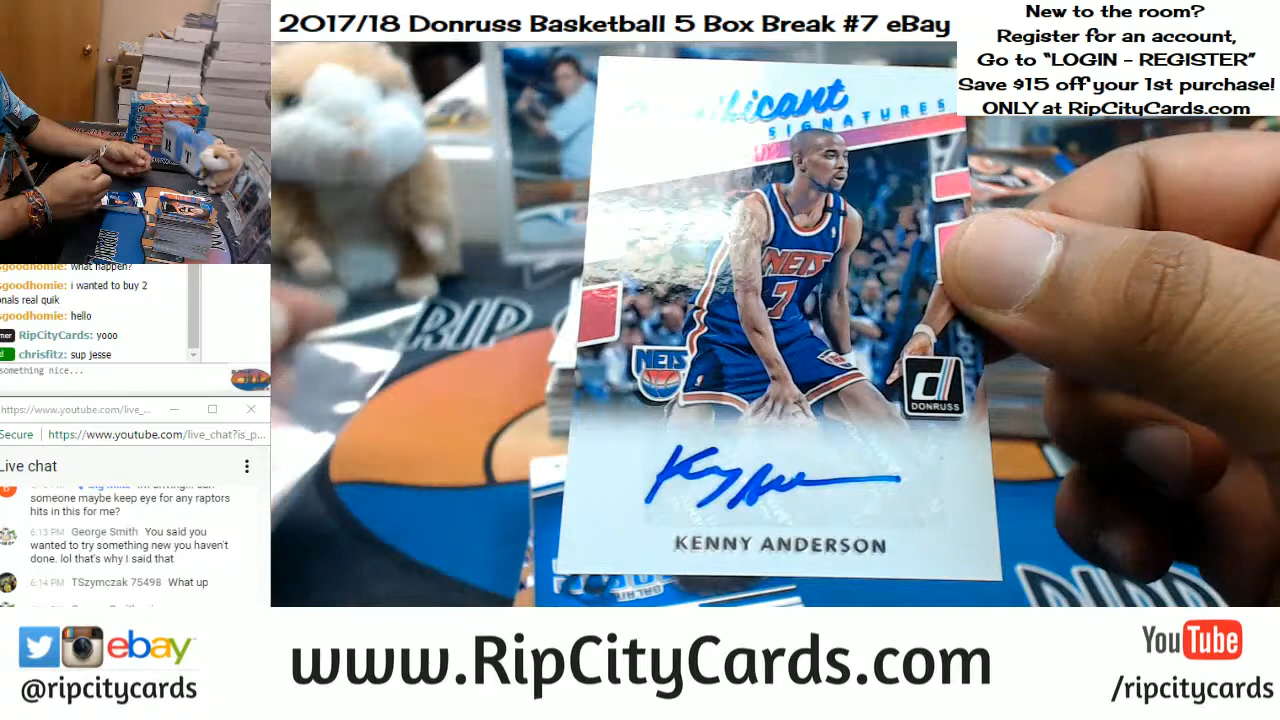 2017/18 Donruss Basketball 5 Box Break #7 eBay
New to the room?
Register for an account,
Go to “LOGIN - REGISTER”
Save $15 off your 1st purchase!
ONLY at RipCityCards.com
SIGNATURES
NETS
7
NETS
DONRUSS
KENNY ANDERSON
RIP
sgoodhomie: what happen?
sgoodhomie: i wanted to buy 2
onals real quik
sgoodhomie: hello
RipCityCards: yooo
chrisfitz: sup jesse
something nice...
https://www.youtube.com/live_...
Secure https://www.youtube.com/live_chat?is_p...
Live chat
someone maybe keep eye for any raptors
hits in this for me?
6:13 PM George Smith You said you
wanted to try something new you haven't
done. lol that's why I said that
6:14 PM TSzymczak 75498 What up
ebay
@ripcitycards
www.RipCityCards.com
YouTube
/ripcitycards